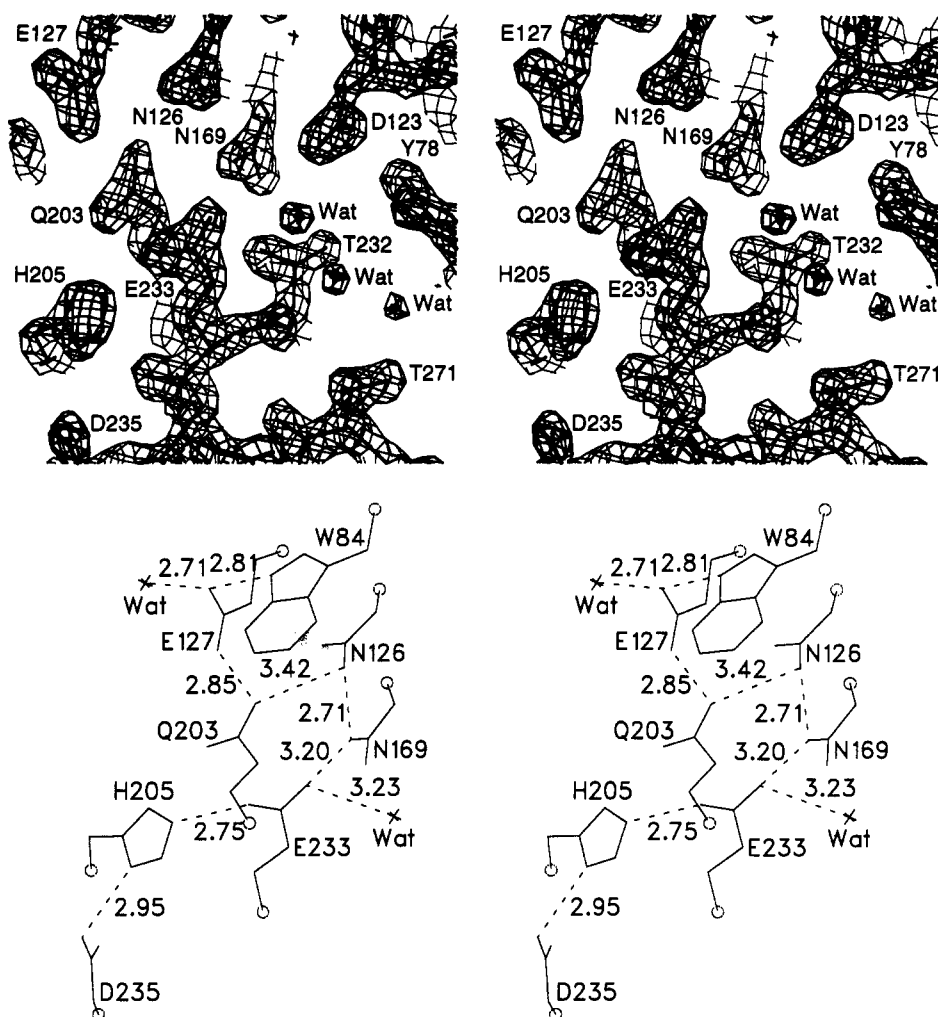 E127
N126
N169
D123
Y78
Q203
Wat
T232
H205
E233
Wat
Wat
T271
D235
E127
N126
N169
D123
Y78
Q203
Wat
T232
H205
E233
Wat
Wat
T271
D235
W84
2.71
2.81
Wat
E127
3.42
N126
2.85
2.71
Q203
3.20
N169
H205
3.23
2.75
Wat
E233
2.95
D235
W84
2.71
2.81
Wat
E127
3.42
N126
2.85
2.71
Q203
3.20
N169
H205
3.23
2.75
Wat
E233
2.95
D235